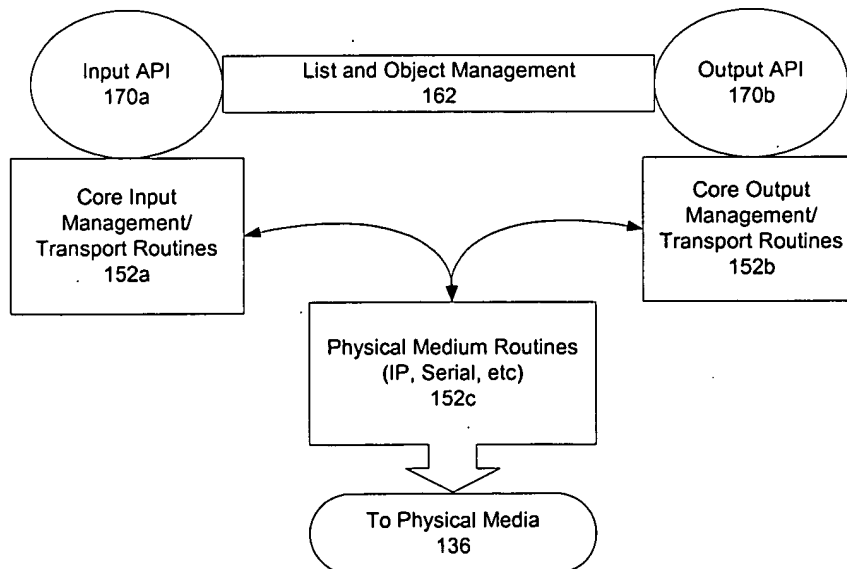 Input API
170a
List and Object Management
162
Output API
170b
Core Input
Management/
Transport Routines
152a
Core Output
Management/
Transport Routines
152b
Physical Medium Routines
(IP, Serial, etc)
152c
To Physical Media
136